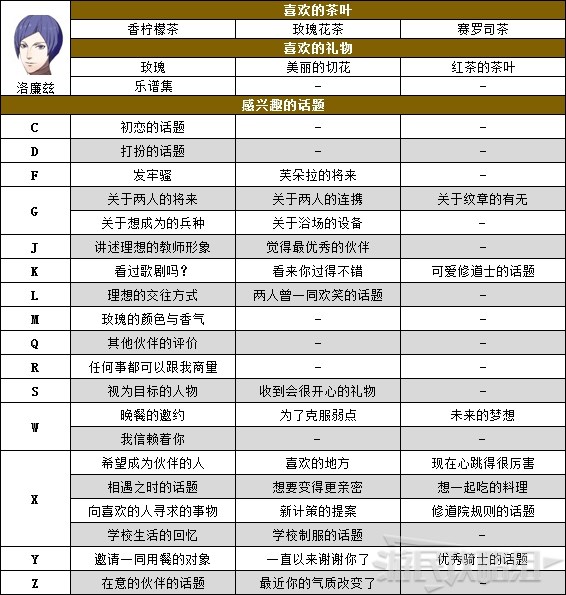 喜欢的茶叶
香柠檬茶 玫瑰花茶 赛罗司茶
喜欢的礼物
玫瑰 美丽的切花 红茶的茶叶
洛廉兹 乐谱集 – –
感兴趣的话题
C 初恋的话题 – –
D 打扮的话题 – –
F 发牢骚 芙朵拉的将来 –
G 关于两人的将来 关于两人的连携 关于纹章的有无
关于想成为的兵种 关于浴场的设备 –
J 讲述理想的教师形象 觉得最优秀的伙伴 –
K 看过歌剧吗? 看来你过得不错 可爱修道士的话题
L 理想的交往方式 两人曾一同欢笑的话题 –
M 玫瑰的颜色与香气 – –
Q 其他伙伴的评价 – –
R 任何事都可以跟我商量 – –
S 视为目标的人物 收到会很开心的礼物 –
W 晚餐的邀约 为了克服弱点 未来的梦想
我信赖着你 – –
X 希望成为伙伴的人 喜欢的地方 现在心跳得很厉害
相遇之时的话题 想要变得更亲密 想一起吃的料理
向喜欢的人寻求的事物 新计策的提案 修道院规则的话题
学校生活的回忆 学校制服的话题 –
Y 邀请一同用餐的对象 一直以来谢谢你了 优秀骑士的话题
Z 在意的伙伴的话题 最近你的气质改变了 –
游民攻略组